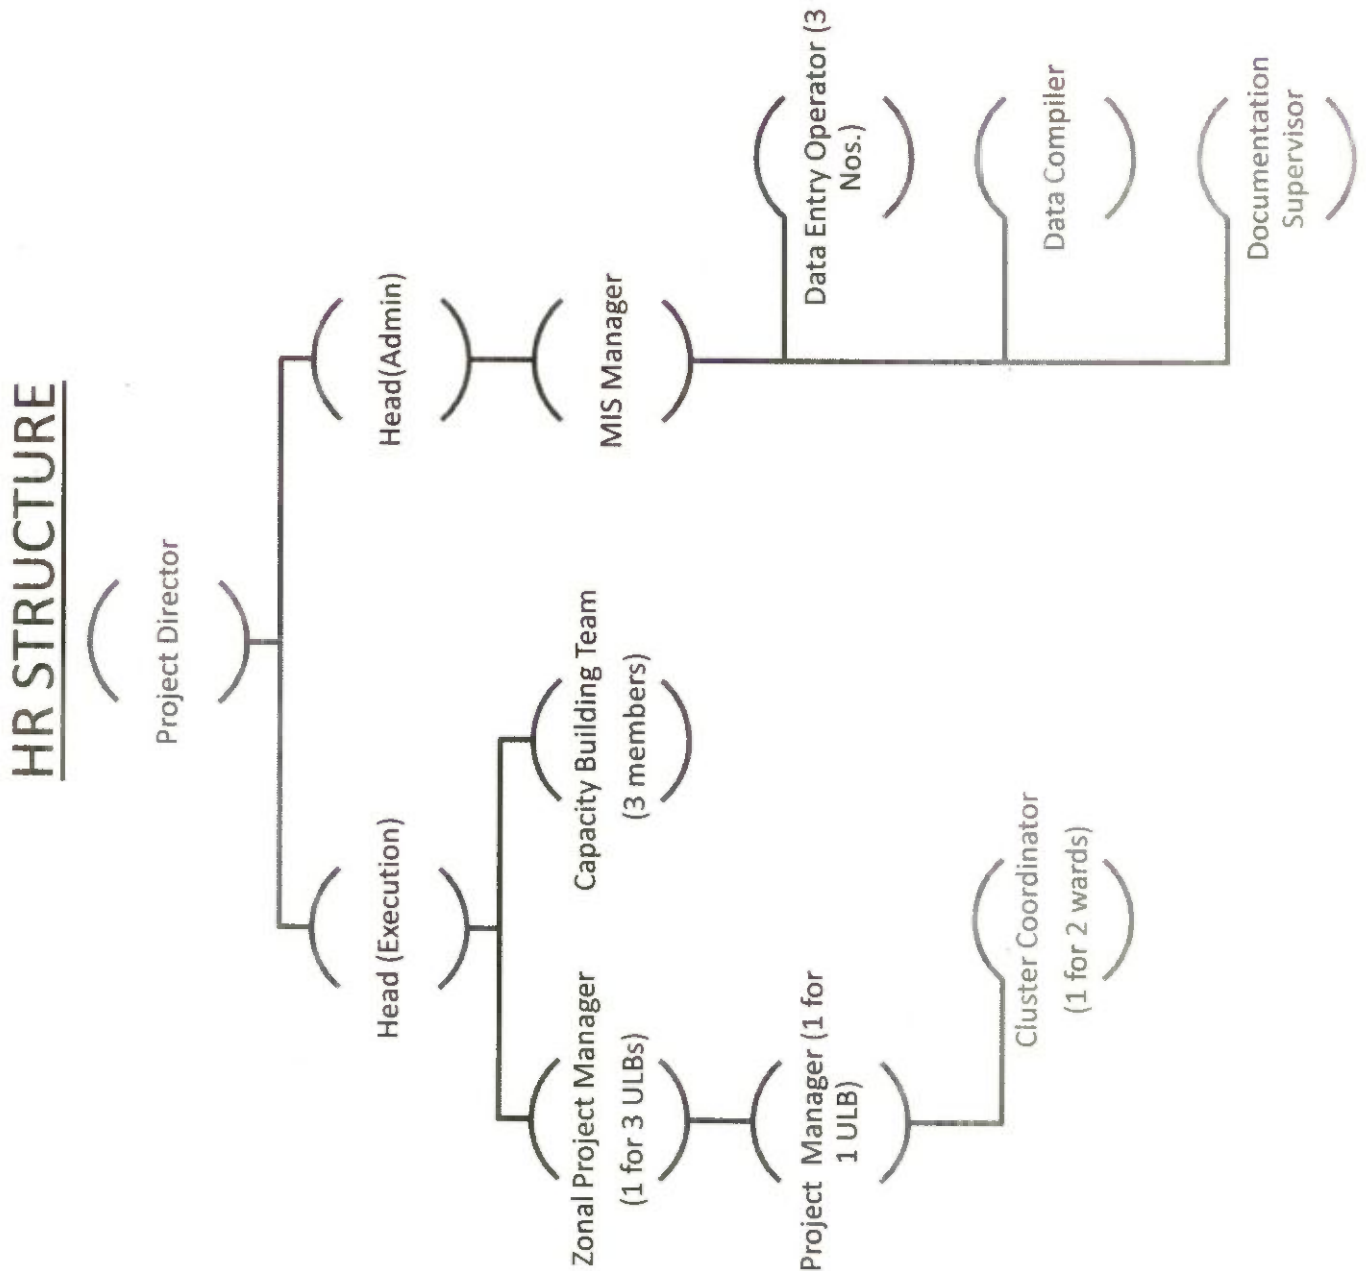 HR STRUCTURE
Project Director
Head (Execution)
Head(Admin)
Zonal Project Manager
(1 for 3 ULBs)
Capacity Building Team
(3 members)
MIS Manager
Project Manager (1 for
1 ULB)
Data Entry Operator (3
Nos.)
Cluster Coordinator
(1 for 2 wards)
Data Compiler
Documentation
Supervisor